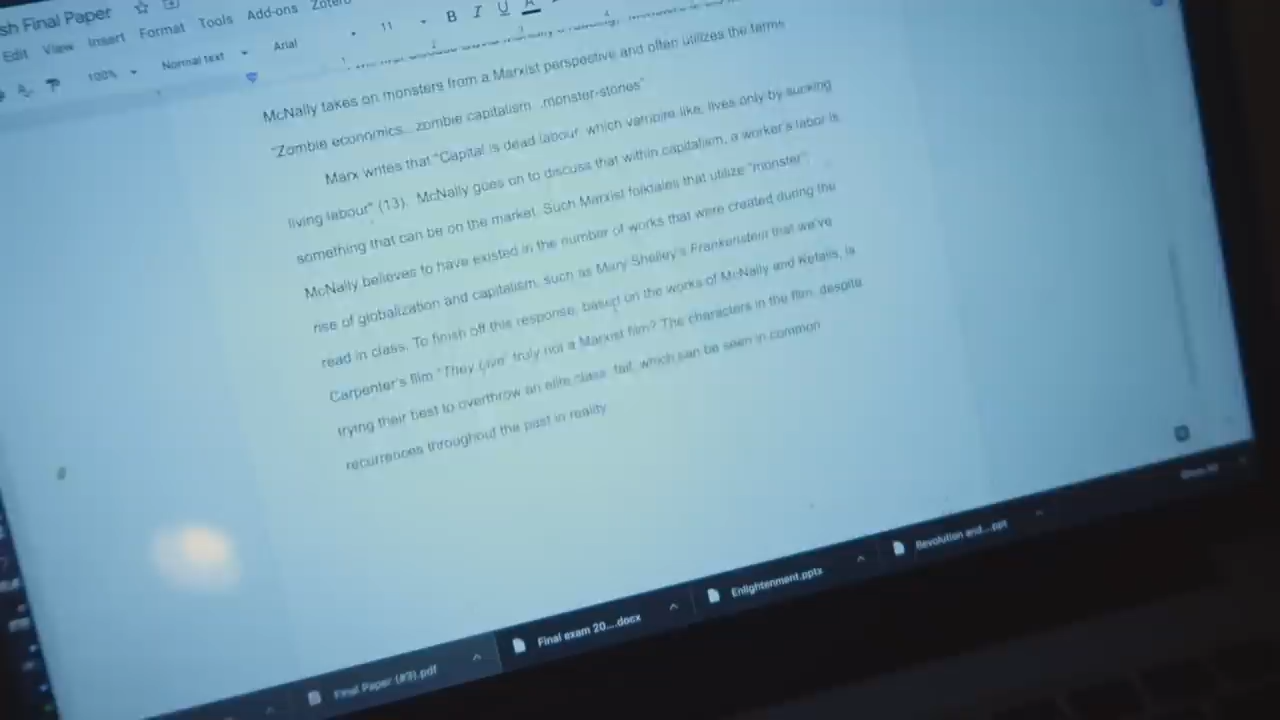 sh Final Paper
Edit View Insert Format Tools Add-ons Zotero
100% Normal text Arial 11 B I U A
McNally takes on monsters from a Marxist perspective and often utilizes the terms
"Zombie economics... zombie capitalism...monster-stories"
Marx writes that "Capital is dead labour, which vampire like, lives only by sucking
living labour" (13). McNally goes on to discuss that within capitalism, a worker's labor is
something that can be on the market. Such Marxist folktales that utilize "monster"
McNally believes to have existed in the number of works that were created during the
rise of globalization and capitalism, such as Mary Shelley's Frankenstein that we've
read in class. To finish off this response, based on the works of McNally and Ketails, is
Carpenter's film "They Live" truly not a Marxist film? The characters in the film, despite
trying their best to overthrow an elite class, fail, which can be seen in common
recurrences throughout the past in reality
Final Paper (#3).pdf
Final exam 20....docx
Enlightenment.pptx
Revolution and....ppt
Show All